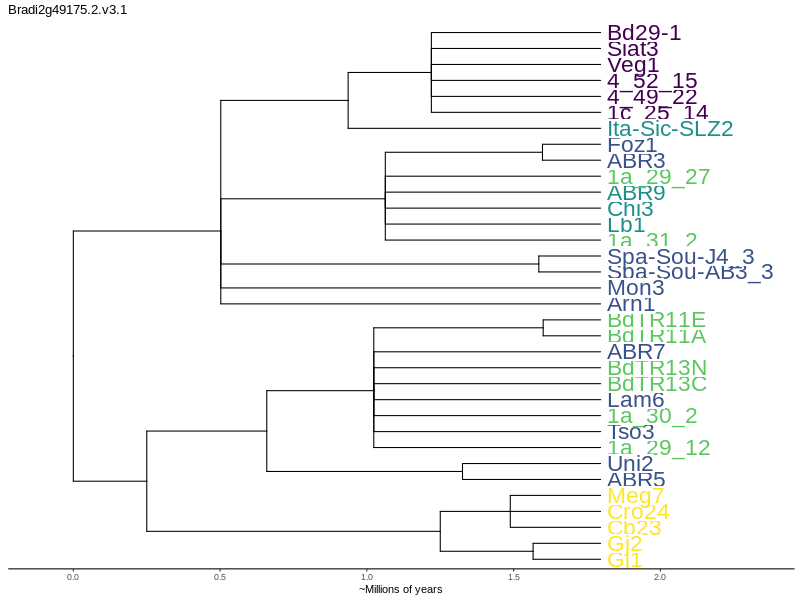 Bradi2g49175.2.v3.1
Bd29-1
Siat3
Veg1
4_52_15
4_49_22
1c_25_14
Ita-Sic-SLZ2
Foz1
ABR3
1a_29_27
ABR9
Chi3
Lb1
1a_31_2
Spa-Sou-J4_3
Spa-Sou-AB3_3
Mon3
Arn1
BdTR11E
BdTR11A
ABR7
BdTR13N
BdTR13C
Lam6
1a_30_2
Tso3
1a_29_12
Uni2
ABR5
Meg7
Cro24
Cb23
Gj2
Gj1
0.0 0.5 1.0 1.5 2.0
~Millions of years